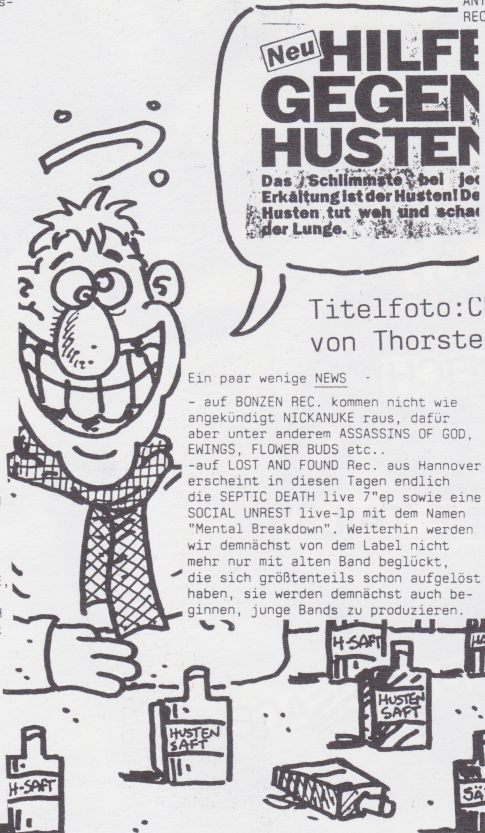 Neu HILFE
GEGEN
HUSTEN
Das Schlimmste bei
Erkältung ist der Husten!
Husten tut weh und
der Lunge.
Titelfoto:
von
Ein paar wenige NEWS -
- auf BONZEN REC. kommen nicht wie
angekündigt NICKANUKE raus, dafür
aber unter anderem ASSASSINS OF GOD,
EWINGS, FLOWER BUDS etc..
-auf LOST AND FOUND Rec. aus Hannover
erscheint in diesen Tagen endlich
die SEPTIC DEATH live 7"ep sowie eine
SOCIAL UNREST live-lp mit dem Namen
"Mental Breakdown". Weiterhin werden
wir demnächst von dem Label nicht
mehr nur mit alten Band beglückt,
die sich größtenteils schon aufgelöst
haben, sie werden demnächst auch be-
ginnen, junge Bands zu produzieren.
H-SAFT
HUSTEN
SAFT
HUSTEN
SAFT
H-SAFT